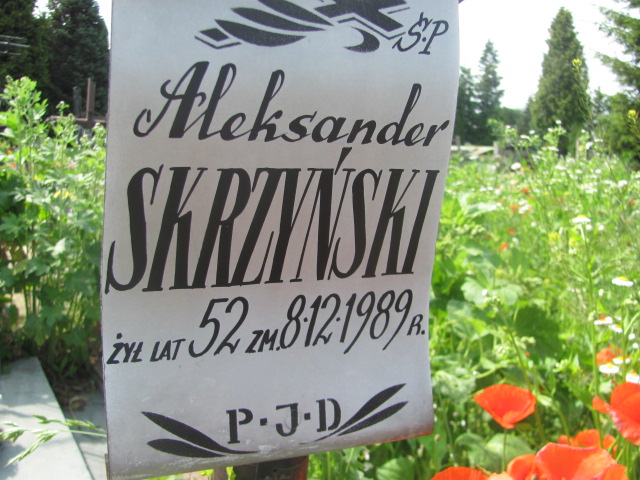 Ś.†P
Aleksander
SKRZYŃSKI
ŻYŁ LAT 52 ZM. 8·12·1989 R.
P·J·D